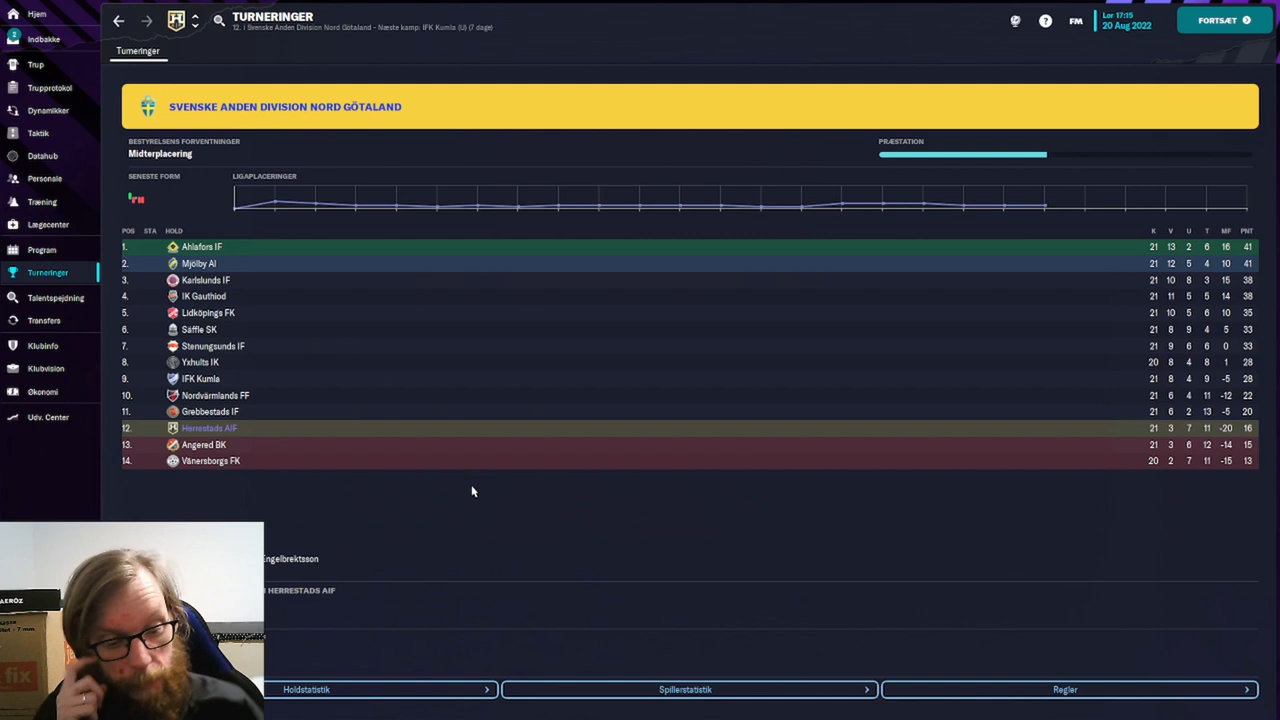 Hjem
2
Indbakke
Trup
Trupprotokol
Dynamikker
Taktik
Datahub
Personale
Træning
Lægecenter
Program
Turneringer
Talentspejdning
Transfers
Klubinfo
Klubvision
Økonomi
Udv. Center
TURNERINGER
12. i Svenske Anden Division Nord Götaland - Næste kamp: IFK Kumla (U) (7 dage)
FM
Lør 17:15
20 Aug 2022
FORTSÆT
Turneringer
SVENSKE ANDEN DIVISION NORD GÖTALAND
BESTYRELSENS FORVENTNINGER
Midterplacering
PRÆSTATION
SENESTE FORM
LIGAPLACERINGER
POS STA HOLD K V U T MF PNT
1. Ahlafors IF 21 13 2 6 16 41
2. Mjölby AI 21 12 5 4 10 41
3. Karlslunds IF 21 10 8 3 15 38
4. IK Gauthiod 21 11 5 5 14 38
5. Lidköpings FK 21 10 5 6 10 35
6. Säffle SK 21 8 9 4 5 33
7. Stenungsunds IF 21 9 6 6 0 33
8. Yxhults IK 20 8 4 8 1 28
9. IFK Kumla 21 8 4 9 -5 28
10. Nordvärmlands FF 21 6 4 11 -12 22
11. Grebbestads IF 21 6 2 13 -5 20
12. Herrestads AIF 21 3 7 11 -20 16
13. Angered BK 21 3 6 12 -14 15
14. Vänersborgs FK 20 2 7 11 -15 13
Engelbrektsson
HERRESTADS AIF
AERÖZ
fix
Holdstatistik
Spillerstatistik
Regler